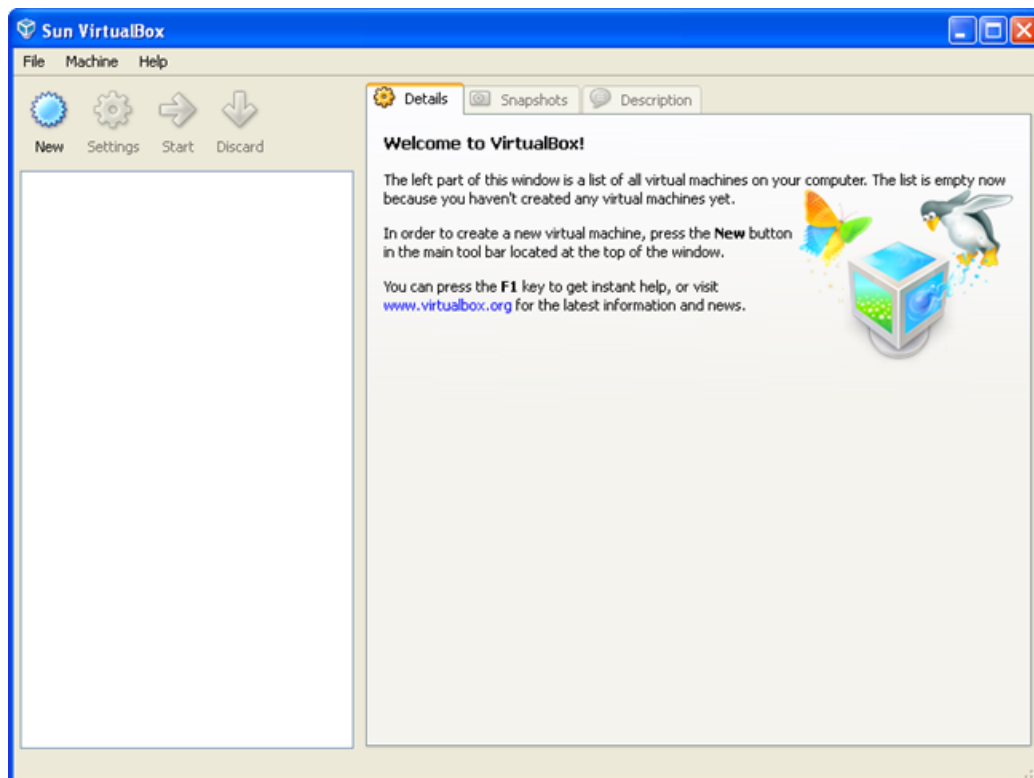 Sun VirtualBox
File Machine Help
New Settings Start Discard
Details Snapshots Description
Welcome to VirtualBox!
The left part of this window is a list of all virtual machines on your computer. The list is empty now
because you haven't created any virtual machines yet.
In order to create a new virtual machine, press the New button
in the main tool bar located at the top of the window.
You can press the F1 key to get instant help, or visit
www.virtualbox.org for the latest information and news.